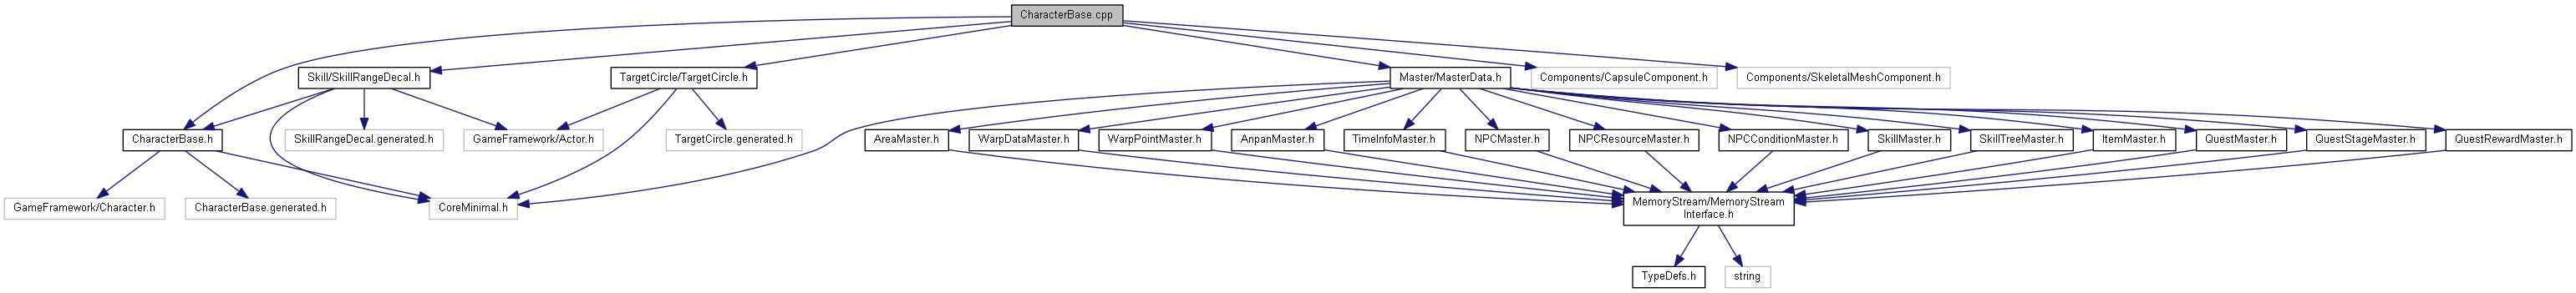 CharacterBase.cpp
Skill/SkillRangeDecal.h
TargetCircle/TargetCircle.h
Master/MasterData.h
Components/CapsuleComponent.h
Components/SkeletalMeshComponent.h
CharacterBase.h
SkillRangeDecal.generated.h
GameFramework/Actor.h
TargetCircle.generated.h
AreaMaster.h
WarpDataMaster.h
WarpPointMaster.h
AnpanMaster.h
TimeInfoMaster.h
NPCMaster.h
NPCResourceMaster.h
NPCConditionMaster.h
SkillMaster.h
SkillTreeMaster.h
ItemMaster.h
QuestMaster.h
QuestStageMaster.h
QuestRewardMaster.h
GameFramework/Character.h
CharacterBase.generated.h
CoreMinimal.h
MemoryStream/MemoryStream
Interface.h
TypeDefs.h
string